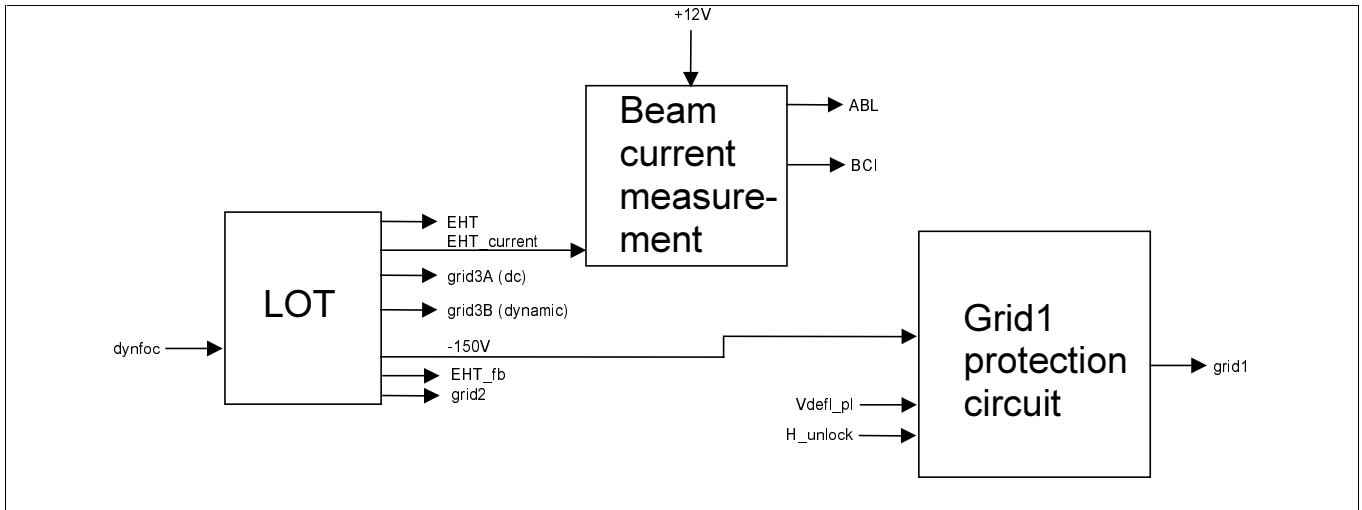 +12V
Beam
current
measure-
ment
ABL
BCI
LOT
EHT
EHT_current
grid3A (dc)
grid3B (dynamic)
-150V
EHT_fb
grid2
dynfoc
Grid1
protection
circuit
Vdefl_pl
H_unlock
grid1